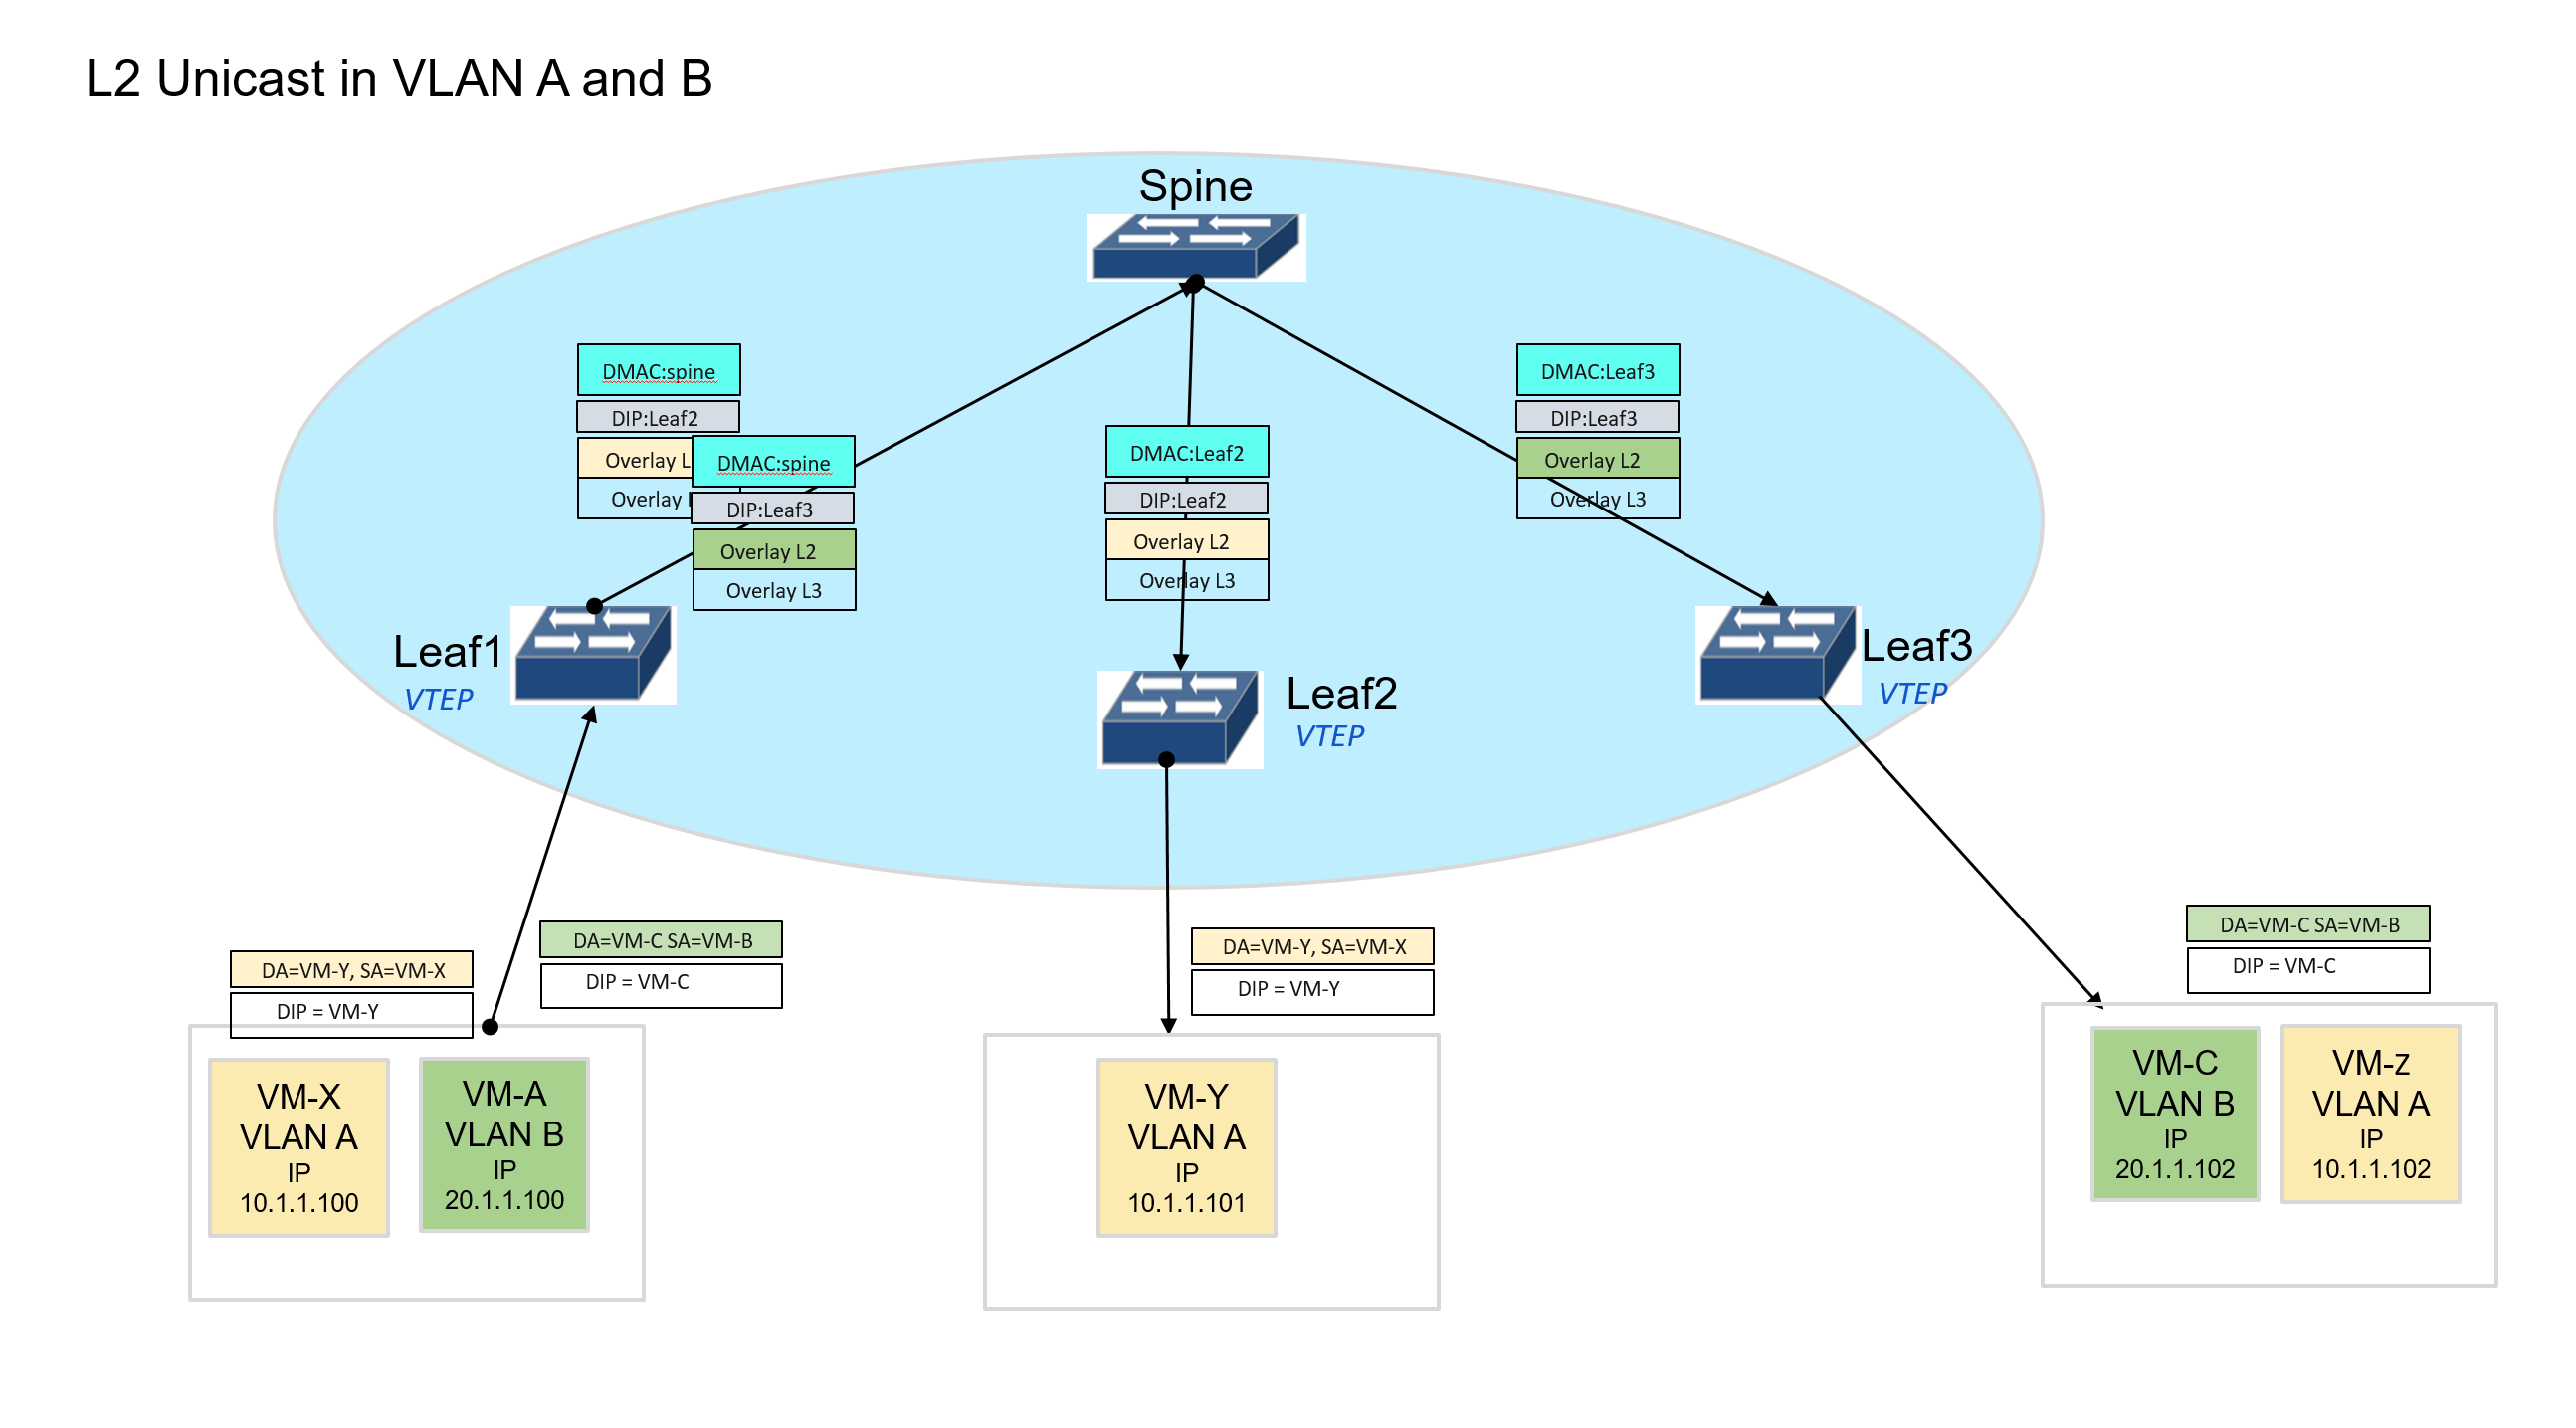 L2 Unicast in VLAN A and B
Spine
DMAC:spine
DIP:Leaf2
Overlay
Overlay
DMAC:spine
DIP:Leaf3
Overlay L2
Overlay L3
DMAC:Leaf2
DIP:Leaf2
Overlay L2
Overlay L3
DMAC:Leaf3
DIP:Leaf3
Overlay L2
Overlay L3
Leaf1
VTEP
Leaf2
VTEP
Leaf3
VTEP
DA=VM-Y, SA=VM-X
DIP = VM-Y
DA=VM-C SA=VM-B
DIP = VM-C
DA=VM-Y, SA=VM-X
DIP = VM-Y
DA=VM-C SA=VM-B
DIP = VM-C
VM-X
VLAN A
IP
10.1.1.100
VM-A
VLAN B
IP
20.1.1.100
VM-Y
VLAN A
IP
10.1.1.101
VM-C
VLAN B
IP
20.1.1.102
VM-z
VLAN A
IP
10.1.1.102